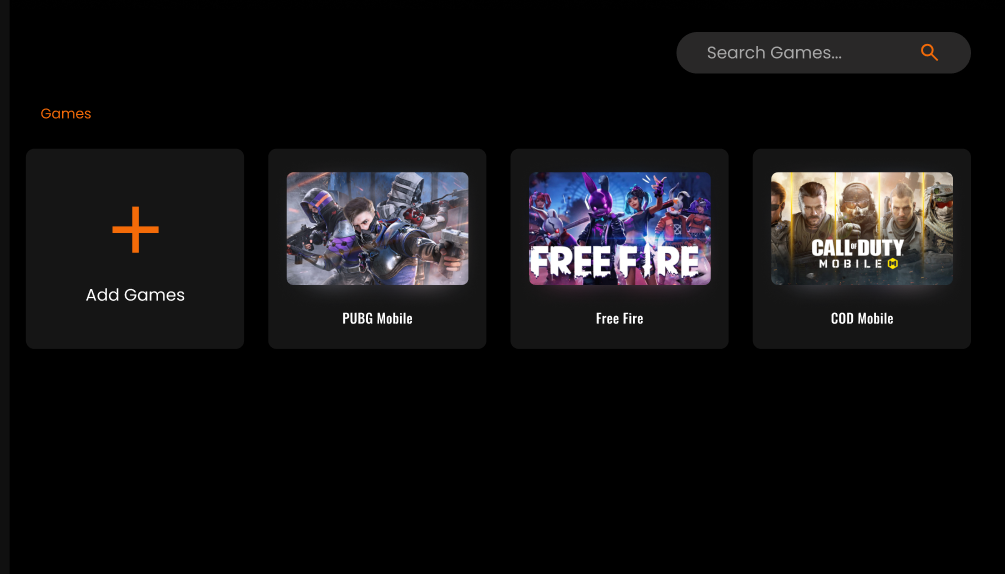 Search Games...
Games
Add Games
FREE FIRE
CALL OF DUTY
MOBILE
PUBG Mobile
Free Fire
COD Mobile